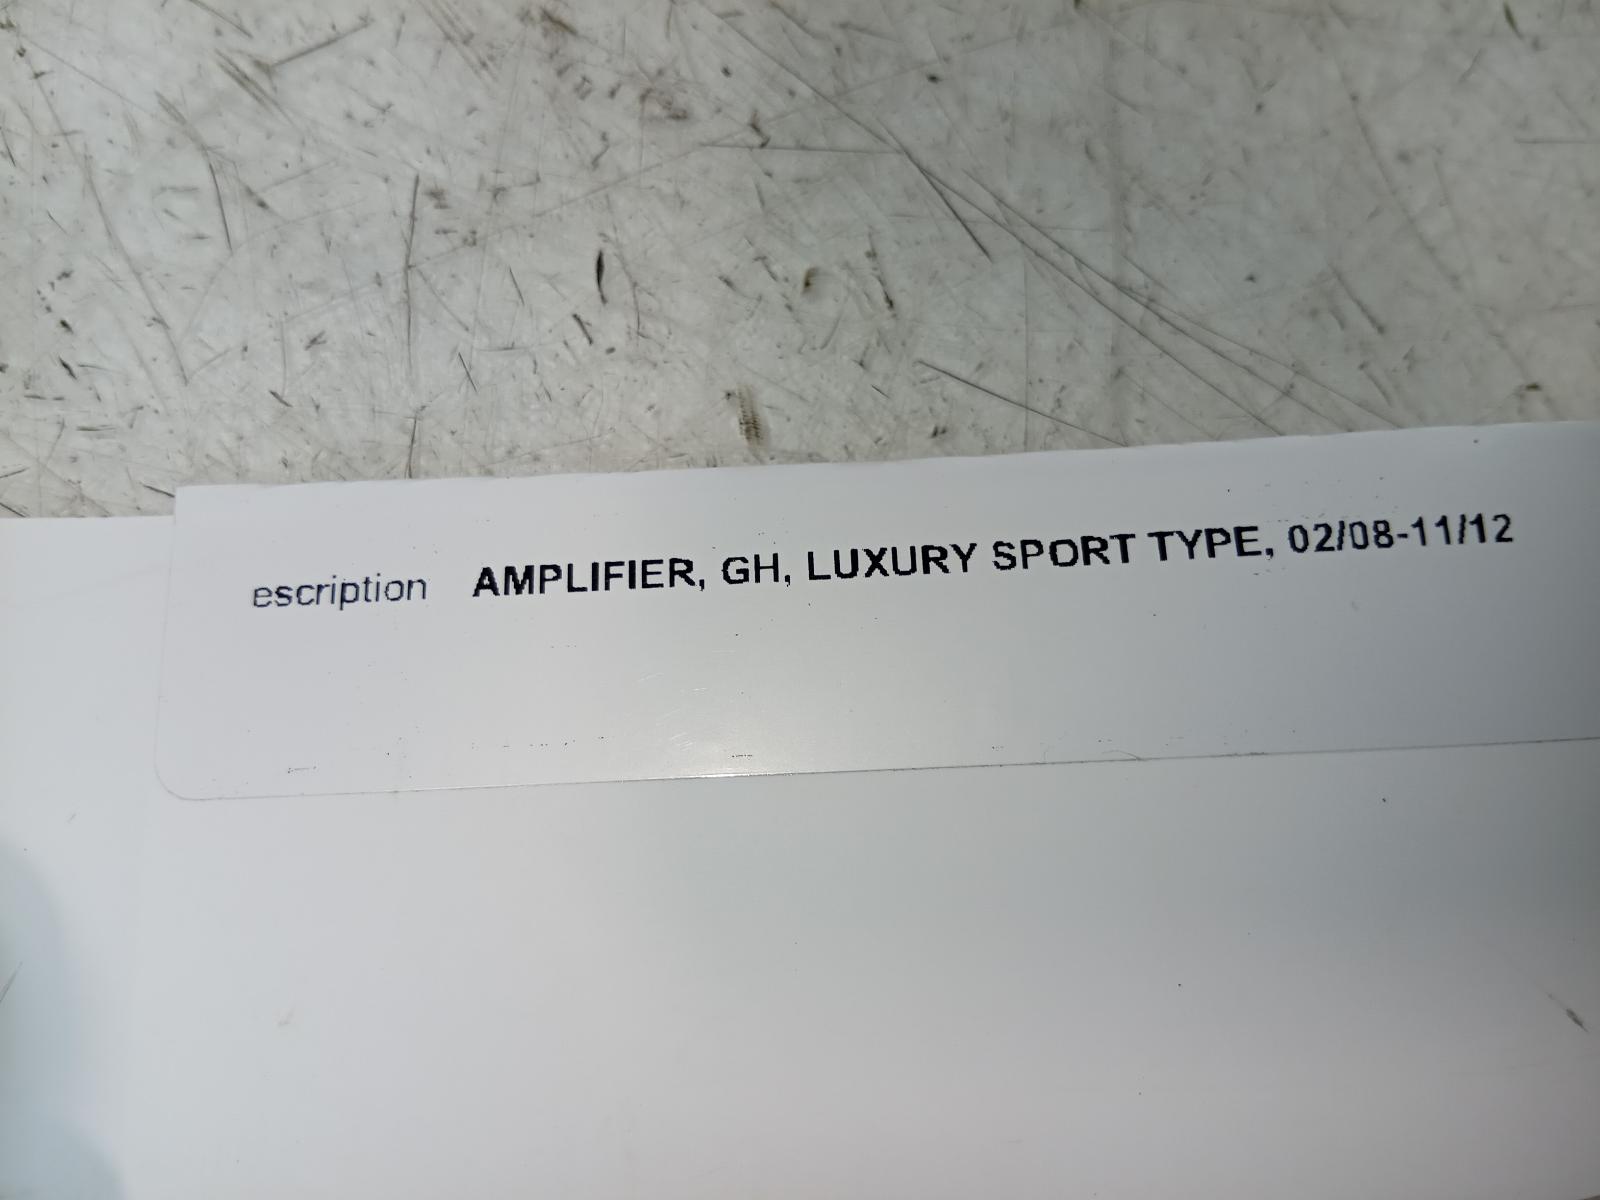 escription AMPLIFIER, GH, LUXURY SPORT TYPE, 02/08-11/12